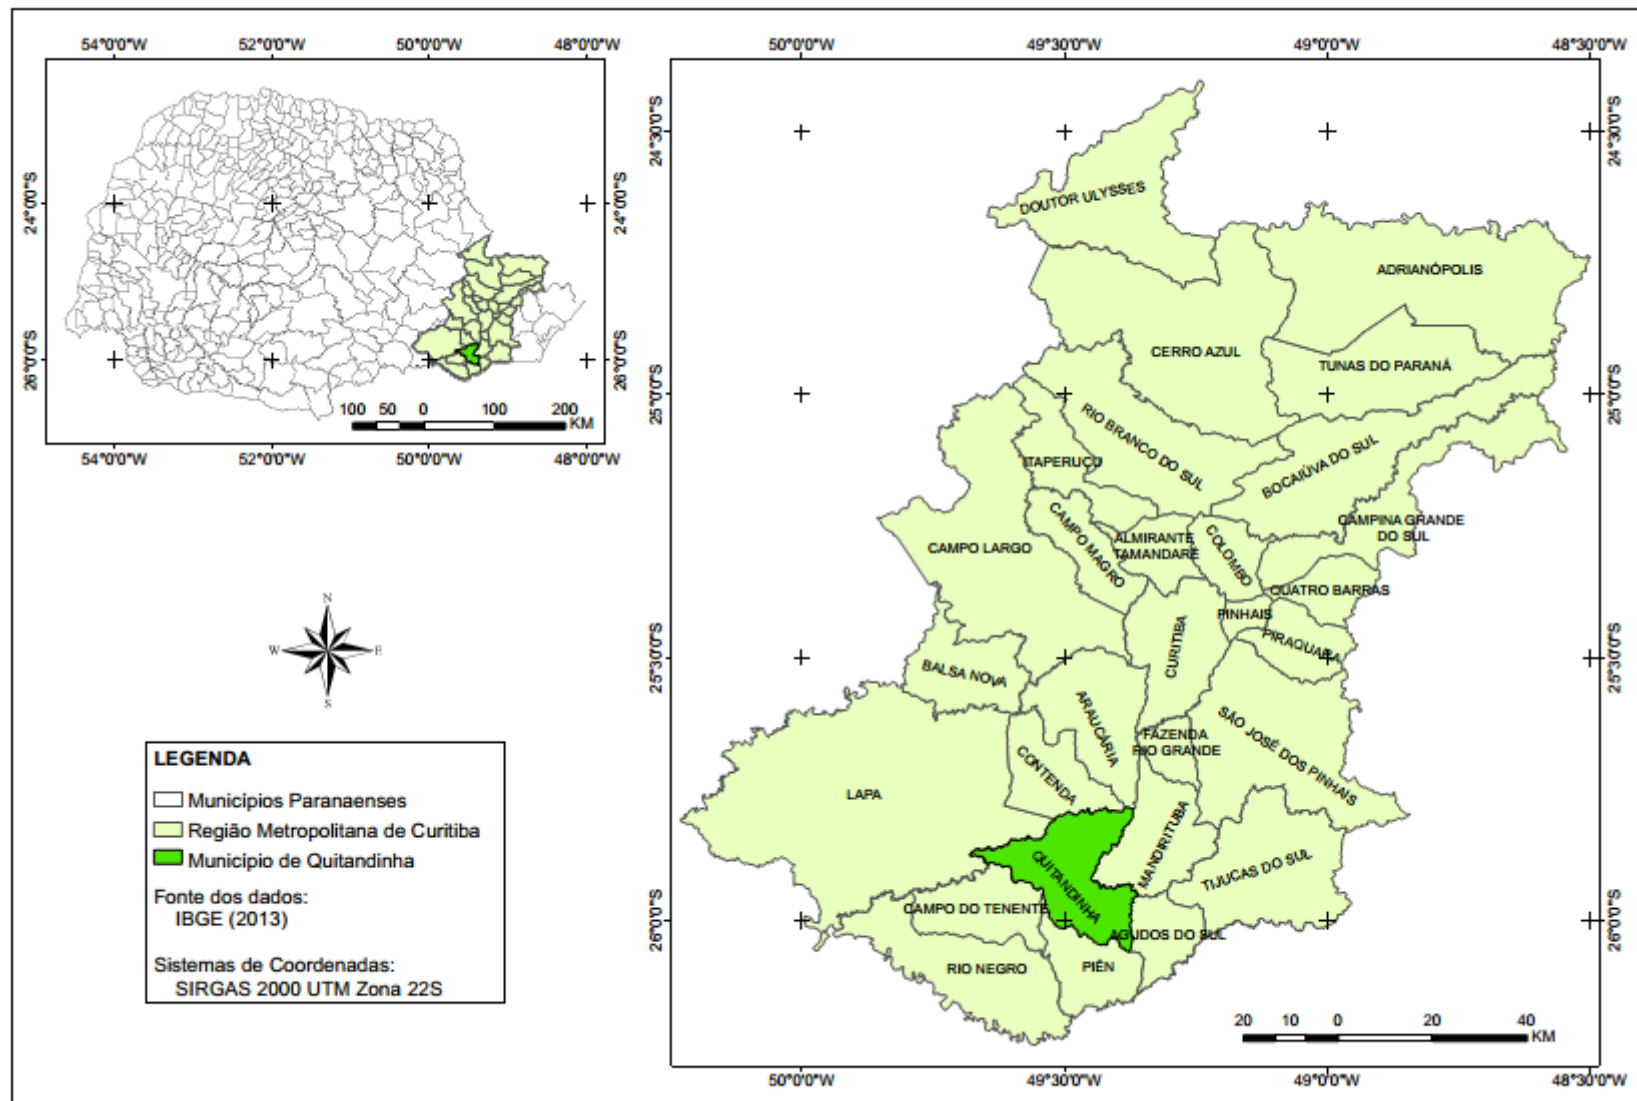 54°0'0"W 52°0'0"W 50°0'0"W 48°0'0"W
24°0'0"S 24°0'0"S
26°0'0"S 26°0'0"S
100 50 0 100 200
KM
54°0'0"W 52°0'0"W 50°0'0"W 48°0'0"W
N
W E
S
LEGENDA
Municípios Paranaenses
Região Metropolitana de Curitiba
Município de Quitandinha
Fonte dos dados:
IBGE (2013)
Sistemas de Coordenadas:
SIRGAS 2000 UTM Zona 22S
50°0'0"W 49°30'0"W 49°0'0"W 48°30'0"W
24°30'0"S 24°30'0"S
DOUTOR ULYSSES
ADRIANÓPOLIS
CERRO AZUL
TUNAS DO PARANÁ
25°0'0"S 25°0'0"S
RIO BRANCO DO SUL
BOCAIÚVA DO SUL
ITAPERUÇU
CAMPO MAGRO
CAMPINA GRANDE
DO SUL
CAMPO LARGO
ALMIRANTE
TAMANDARÉ
COLOMBO
QUATRO BARRAS
PINHAIS
CURITIBA
PIRAQUARA
25°30'0"S 25°30'0"S
BALSA NOVA
ARAUCÁRIA
SÃO JOSÉ DOS PINHAIS
FAZENDA
RIO GRANDE
CONTENDA
LAPA
MANDIRITUBA
QUITANDINHA
TIJUCAS DO SUL
CAMPO DO TENENTE
26°0'0"S 26°0'0"S
AGUDOS DO SUL
RIO NEGRO
PIÊN
20 10 0 20 40
KM
50°0'0"W 49°30'0"W 49°0'0"W 48°30'0"W